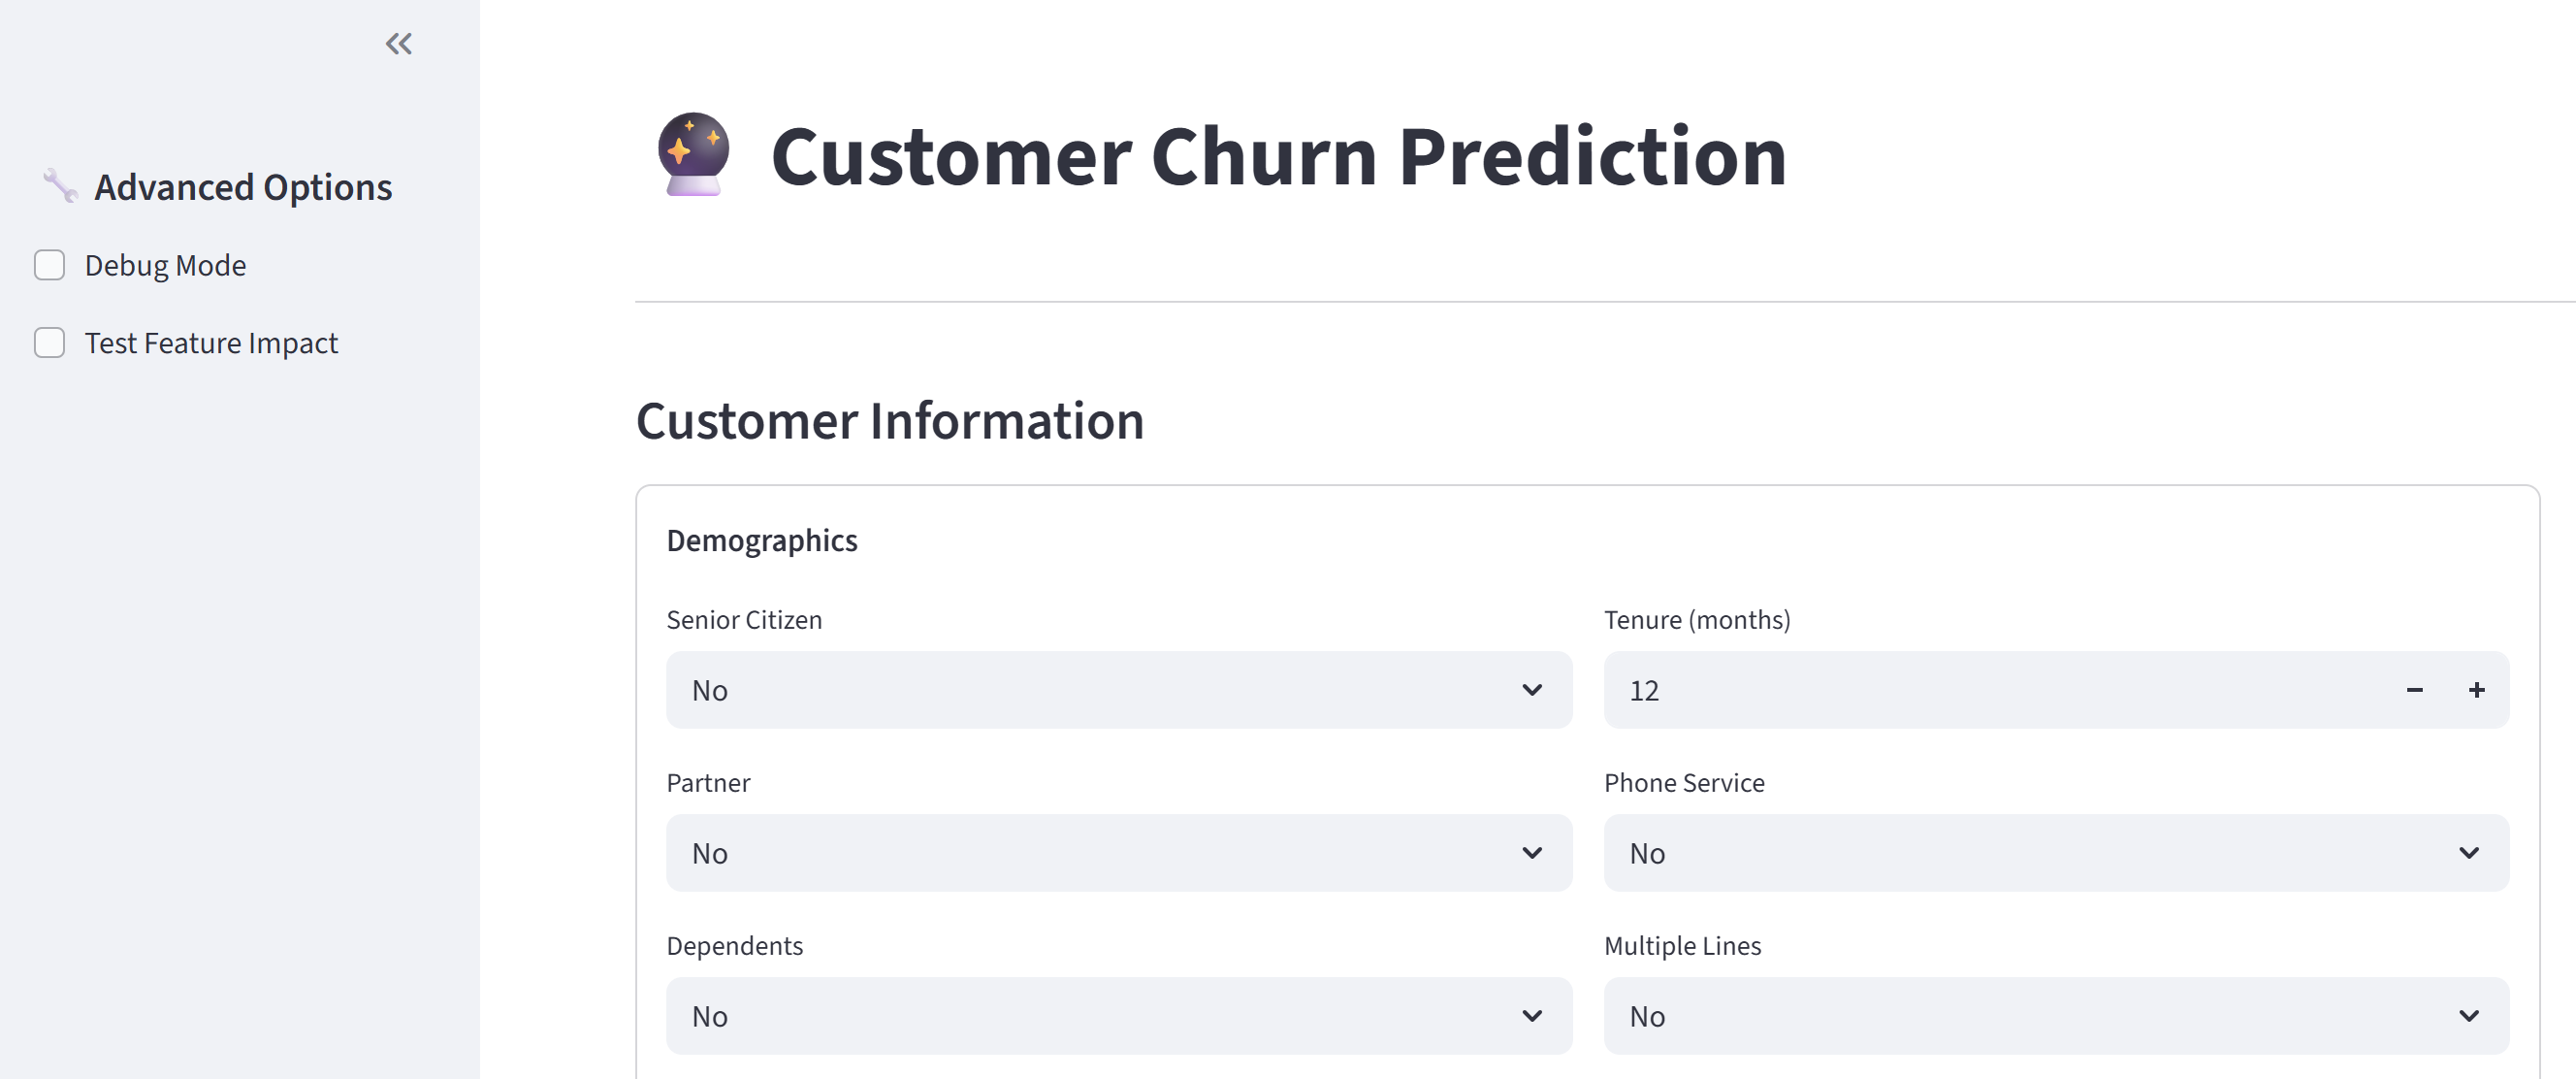 Advanced Options
Debug Mode
Test Feature Impact
Customer Churn Prediction
Customer Information
Demographics
Senior Citizen
No
Tenure (months)
12
Partner
No
Phone Service
No
Dependents
No
Multiple Lines
No